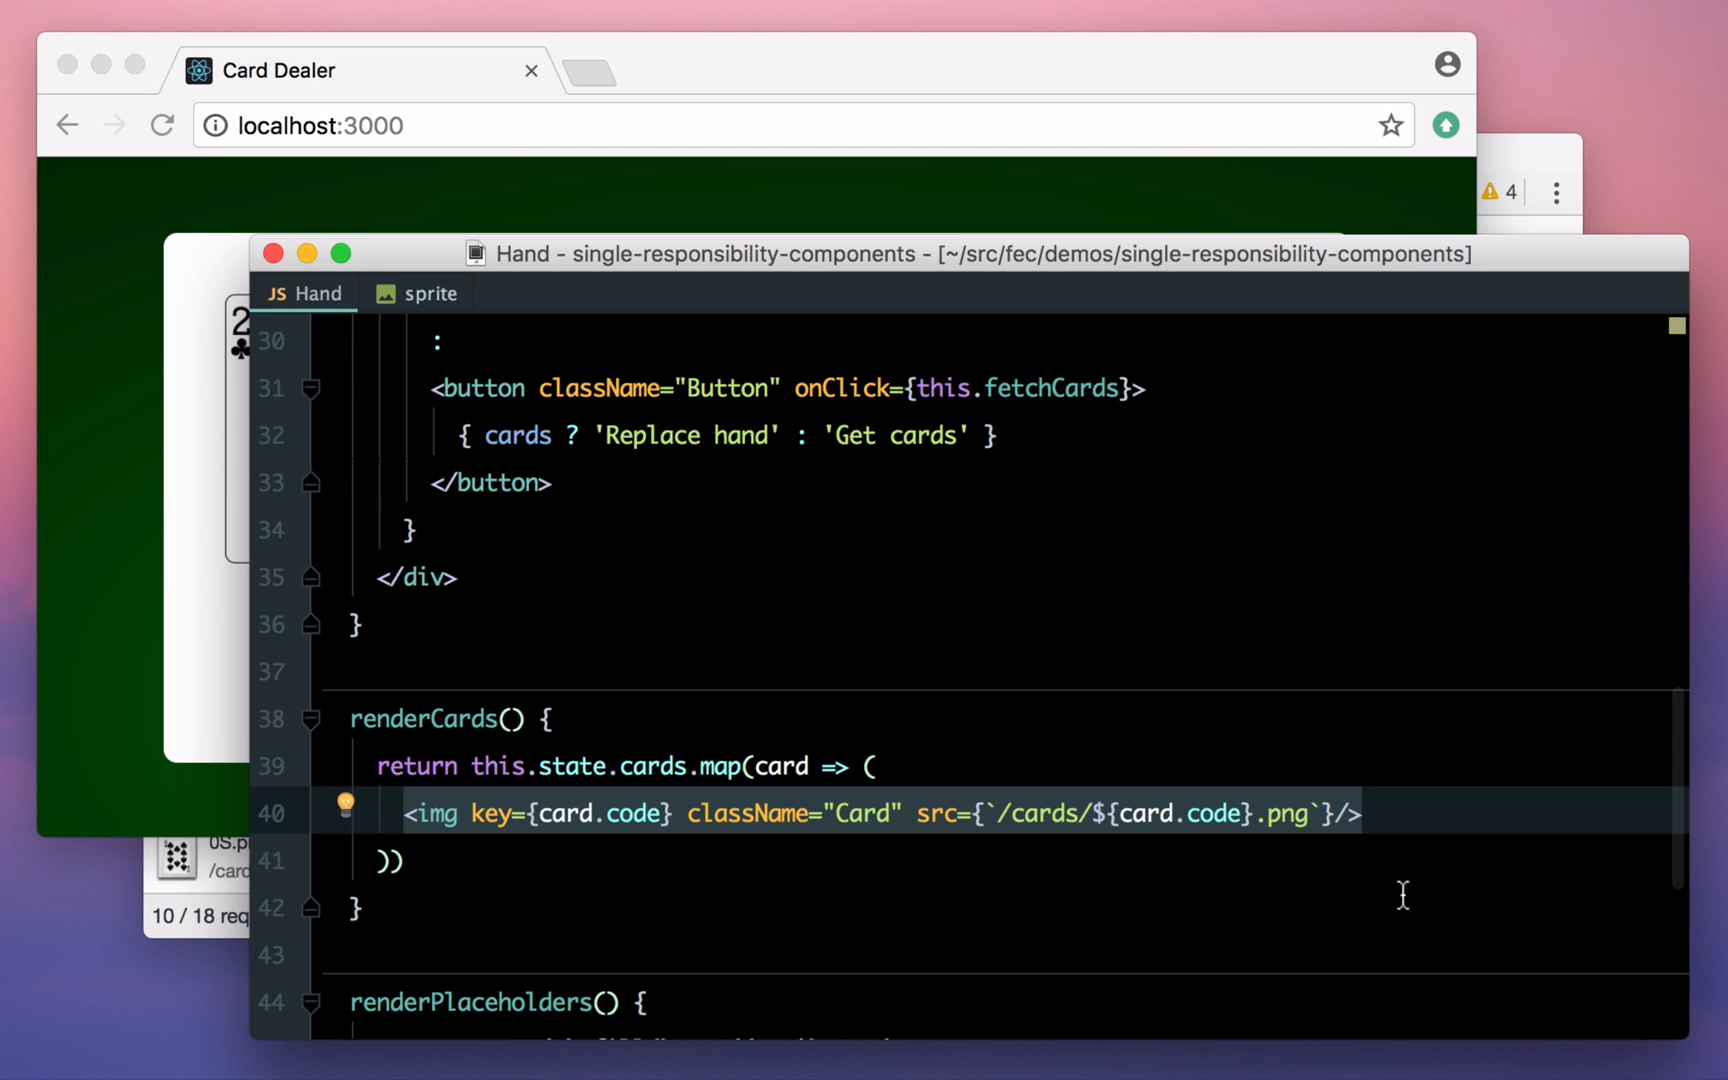 Card Dealer
localhost:3000
4
Hand - single-responsibility-components - [~/src/fec/demos/single-responsibility-components]
JS Hand
sprite
2
30 :
31 <button className="Button" onClick={this.fetchCards}>
32 { cards ? 'Replace hand' : 'Get cards' }
33 </button>
34 }
35 </div>
36 }
37
38 renderCards() {
39 return this.state.cards.map(card => (
40 <img key={card.code} className="Card" src={`/cards/${card.code}.png`}/>
41 ))
42 }
43
44 renderPlaceholders() {
/card
10 / 18 req